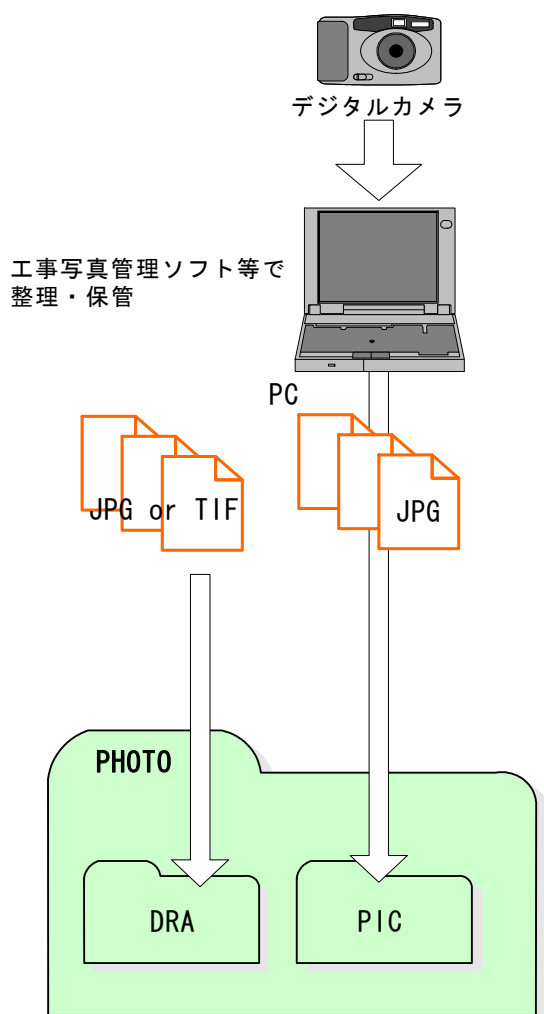 デジタルカメラ
工事写真管理ソフト等で
整理・保管
PC
JPG or TIF
JPG
PHOTO
DRA
PIC